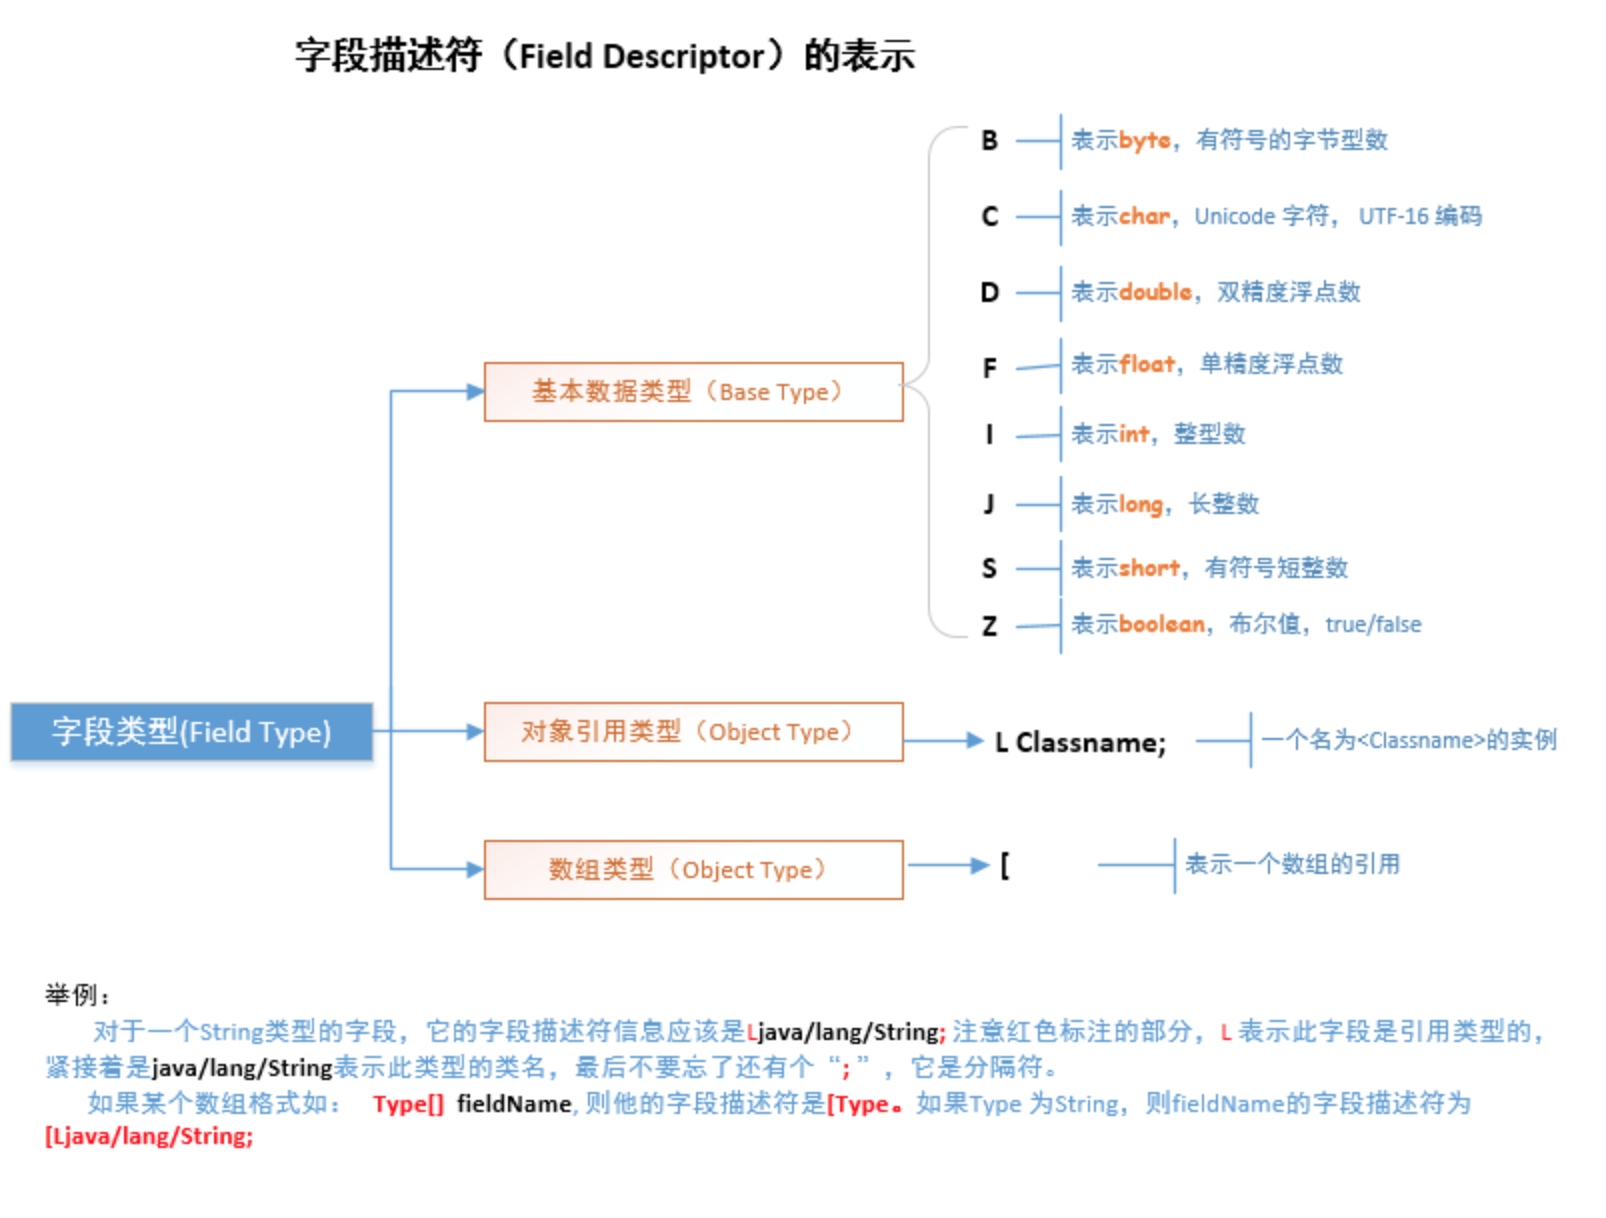 字段描述符（Field Descriptor）的表示
B 表示byte，有符号的字节型数
C 表示char，Unicode 字符， UTF-16 编码
D 表示double，双精度浮点数
F 表示float，单精度浮点数
基本数据类型（Base Type）
I 表示int，整型数
J 表示long，长整数
S 表示short，有符号短整数
Z 表示boolean，布尔值，true/false
字段类型(Field Type)
对象引用类型（Object Type）
L Classname; 一个名为<Classname>的实例
数组类型（Object Type）
[ 表示一个数组的引用
举例：
对于一个String类型的字段，它的字段描述符信息应该是Ljava/lang/String; 注意红色标注的部分，L 表示此字段是引用类型的，
紧接着是java/lang/String表示此类型的类名，最后不要忘了还有个“;”，它是分隔符。
如果某个数组格式如： Type[] fieldName, 则他的字段描述符是[Type。如果Type 为String，则fieldName的字段描述符为
[Ljava/lang/String;